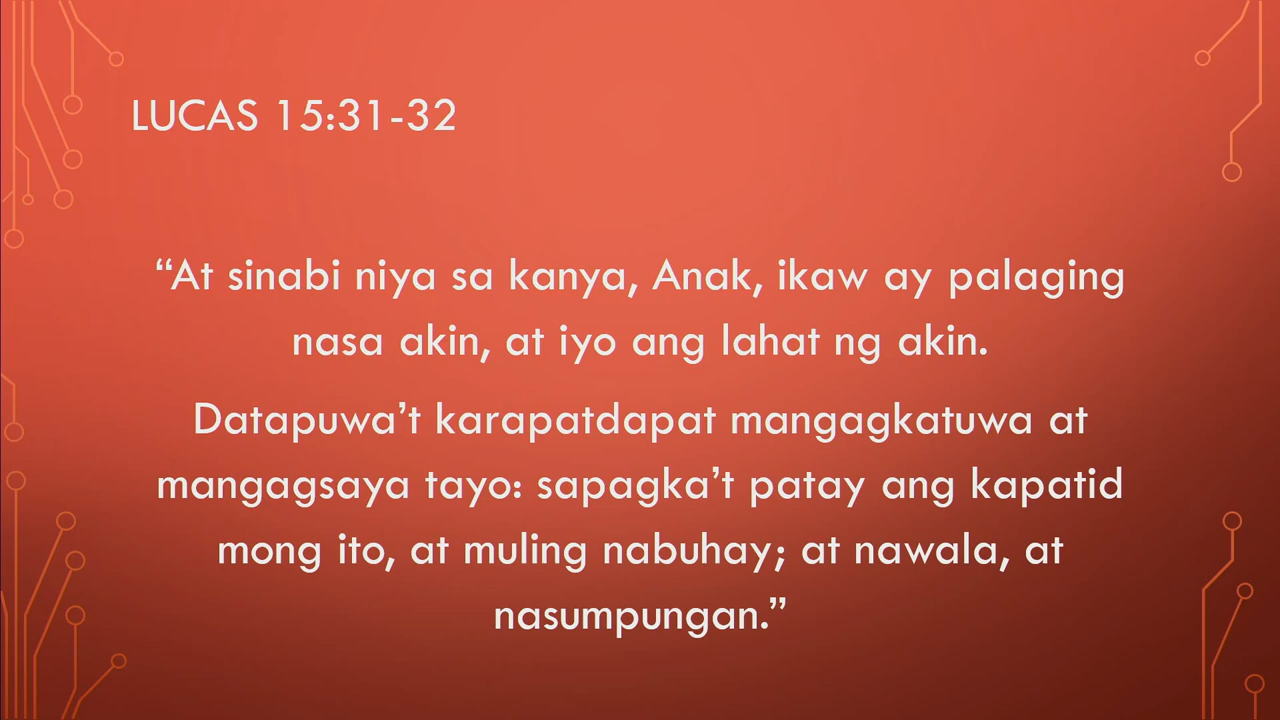 LUCAS 15:31-32
“At sinabi niya sa kanya, Anak, ikaw ay palaging
nasa akin, at iyo ang lahat ng akin.
Datapuwa’t karapatdapat mangagkatuwa at
mangagsaya tayo: sapagka’t patay ang kapatid
mong ito, at muling nabuhay; at nawala, at
nasumpungan.”